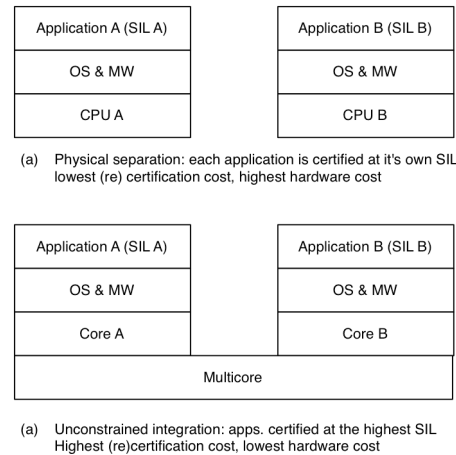 Application A (SIL A)
Application B (SIL B)
OS & MW
OS & MW
CPU A
CPU B
(a) Physical separation: each application is certified at it's own SIL
lowest (re) certification cost, highest hardware cost
Application A (SIL A)
Application B (SIL B)
OS & MW
OS & MW
Core A
Core B
Multicore
(a) Unconstrained integration: apps. certified at the highest SIL
Highest (re)certification cost, lowest hardware cost